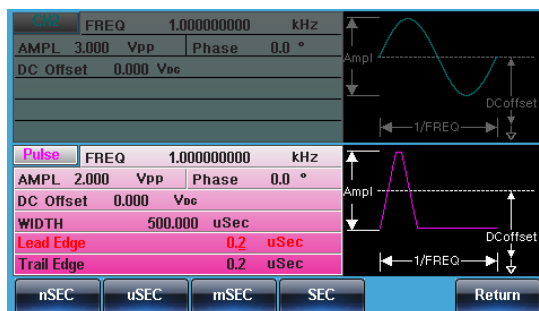 CH1 FREQ 1.000000000 kHz
AMPL 3.000 Vpp Phase 0.0 °
DC Offset 0.000 VDC
Ampl
DCoffset
1/FREQ
Pulse FREQ 1.000000000 kHz
AMPL 2.000 Vpp Phase 0.0 °
DC Offset 0.000 VDC
WIDTH 500.000 uSec
Lead Edge 0.2 uSec
Trail Edge 0.2 uSec
Ampl
DCoffset
1/FREQ
nSEC uSEC mSEC SEC Return